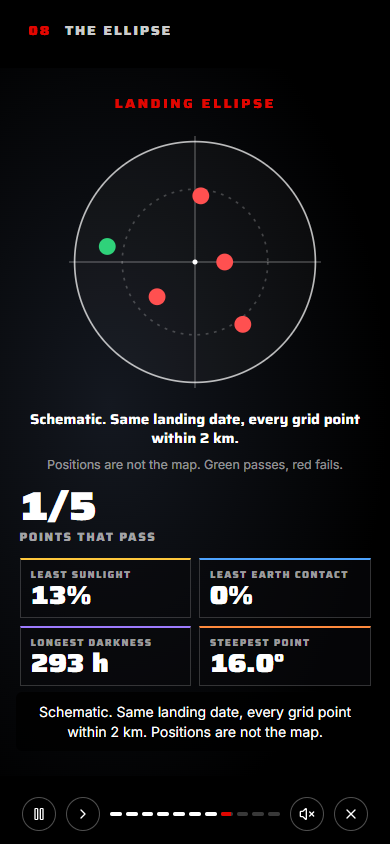 08 THE ELLIPSE
LANDING ELLIPSE
Schematic. Same landing date, every grid point
within 2 km.
Positions are not the map. Green passes, red fails.
1/5
POINTS THAT PASS
LEAST SUNLIGHT
13%
LEAST EARTH CONTACT
0%
LONGEST DARKNESS
293 h
STEEPEST POINT
16.0°
Schematic. Same landing date, every grid point
within 2 km. Positions are not the map.